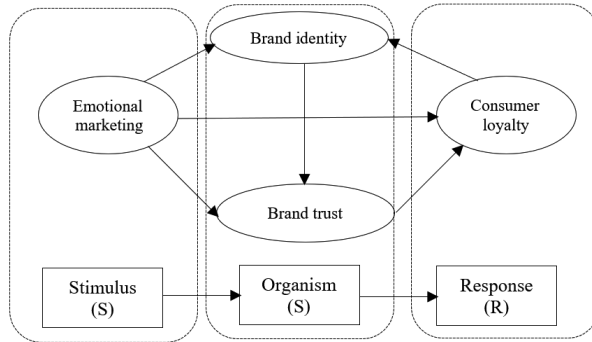 Brand identity
Emotional
marketing
Consumer
loyalty
Brand trust
Stimulus
(S)
Organism
(S)
Response
(R)